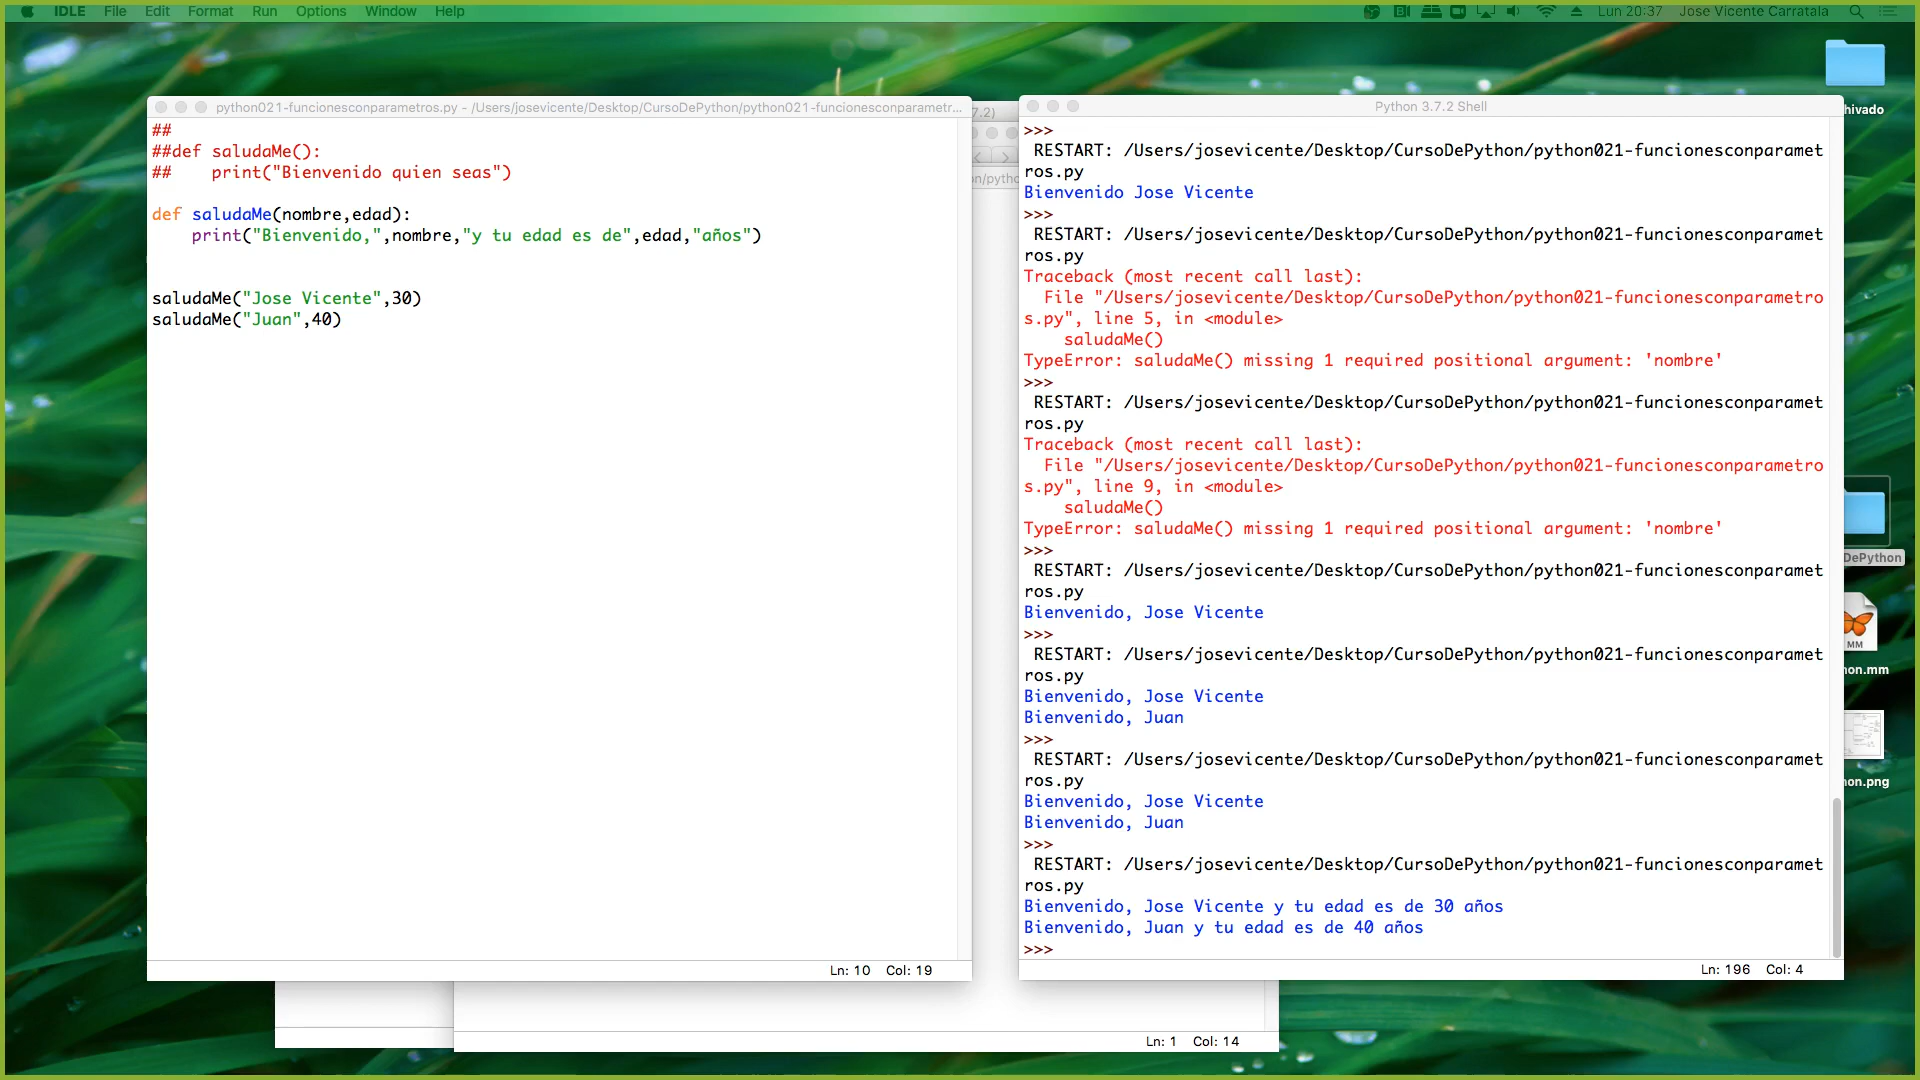 IDLE File Edit Format Run Options Window Help
Lun 20:37 Jose Vicente Carratala
hivado
python021-funcionesconparametros.py - /Users/josevicente/Desktop/CursoDePython/python021-funcionesconparametr...
##
##def saludaMe():
##    print("Bienvenido quien seas")
def saludaMe(nombre,edad):
    print("Bienvenido,",nombre,"y tu edad es de",edad,"años")
saludaMe("Jose Vicente",30)
saludaMe("Juan",40)
Ln: 10 Col: 19
7.2)
on/pytho
Python 3.7.2 Shell
>>>
 RESTART: /Users/josevicente/Desktop/CursoDePython/python021-funcionesconparamet
ros.py
Bienvenido Jose Vicente
>>>
 RESTART: /Users/josevicente/Desktop/CursoDePython/python021-funcionesconparamet
ros.py
Traceback (most recent call last):
  File "/Users/josevicente/Desktop/CursoDePython/python021-funcionesconparametro
s.py", line 5, in <module>
    saludaMe()
TypeError: saludaMe() missing 1 required positional argument: 'nombre'
>>>
 RESTART: /Users/josevicente/Desktop/CursoDePython/python021-funcionesconparamet
ros.py
Traceback (most recent call last):
  File "/Users/josevicente/Desktop/CursoDePython/python021-funcionesconparametro
s.py", line 9, in <module>
    saludaMe()
TypeError: saludaMe() missing 1 required positional argument: 'nombre'
>>>
 RESTART: /Users/josevicente/Desktop/CursoDePython/python021-funcionesconparamet
ros.py
Bienvenido, Jose Vicente
>>>
 RESTART: /Users/josevicente/Desktop/CursoDePython/python021-funcionesconparamet
ros.py
Bienvenido, Jose Vicente
Bienvenido, Juan
>>>
 RESTART: /Users/josevicente/Desktop/CursoDePython/python021-funcionesconparamet
ros.py
Bienvenido, Jose Vicente
Bienvenido, Juan
>>>
 RESTART: /Users/josevicente/Desktop/CursoDePython/python021-funcionesconparamet
ros.py
Bienvenido, Jose Vicente y tu edad es de 30 años
Bienvenido, Juan y tu edad es de 40 años
>>>
Ln: 196 Col: 4
DePython
MM
hon.mm
hon.png
Ln: 1 Col: 14